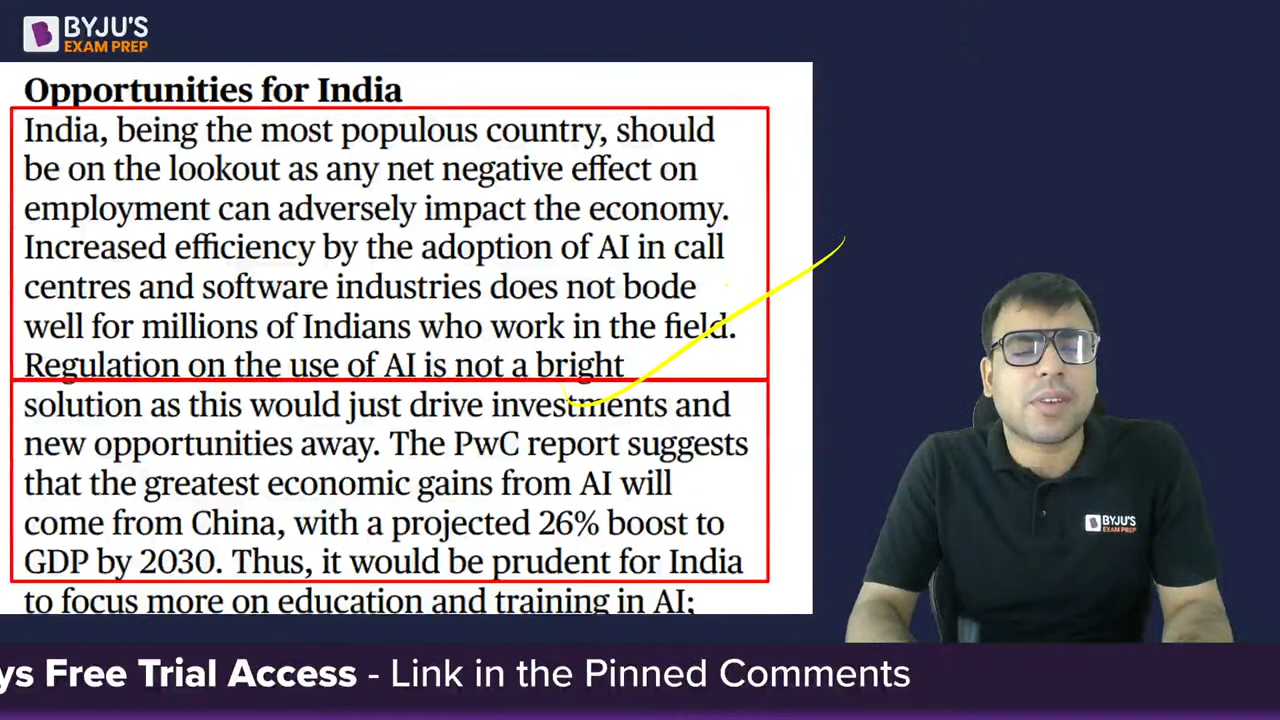 BYJU'S
EXAM PREP
Opportunities for India
India, being the most populous country, should
be on the lookout as any net negative effect on
employment can adversely impact the economy.
Increased efficiency by the adoption of AI in call
centres and software industries does not bode
well for millions of Indians who work in the field.
Regulation on the use of AI is not a bright
solution as this would just drive investments and
new opportunities away. The PwC report suggests
that the greatest economic gains from AI will
come from China, with a projected 26% boost to
GDP by 2030. Thus, it would be prudent for India
to focus more on education and training in AI;
BYJU'S
EXAM PREP
ys Free Trial Access - Link in the Pinned Comments